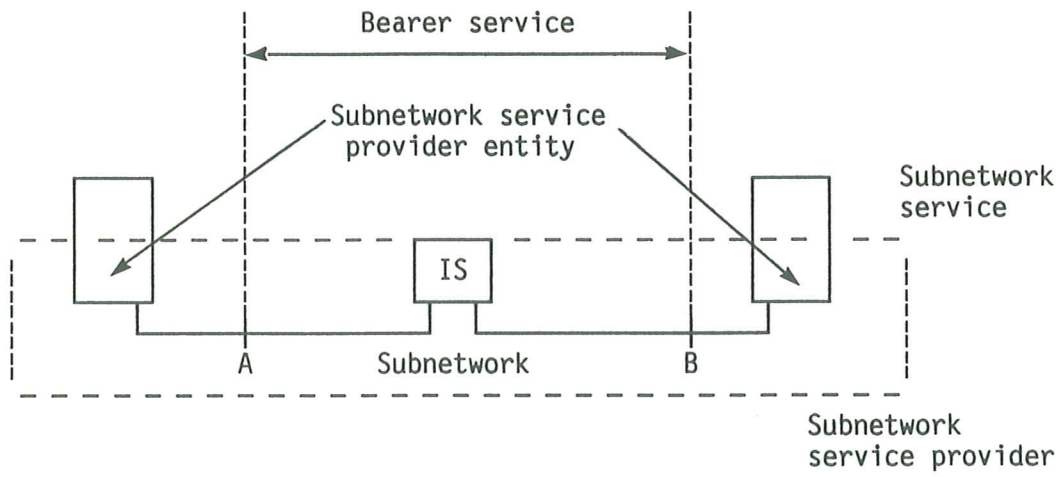 Bearer service
Subnetwork service
provider entity
Subnetwork
service
IS
A
Subnetwork
B
Subnetwork
service provider